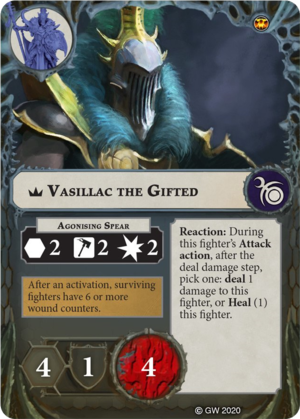 Vasillac the Gifted
Agonising Spear
2 2 2
After an activation, surviving
fighters have 6 or more
wound counters.
Reaction: During
this fighter's Attack
action, after the
deal damage step,
pick one: deal 1
damage to this
fighter, or Heal (1)
this fighter.
4 1 4
© GW 2020